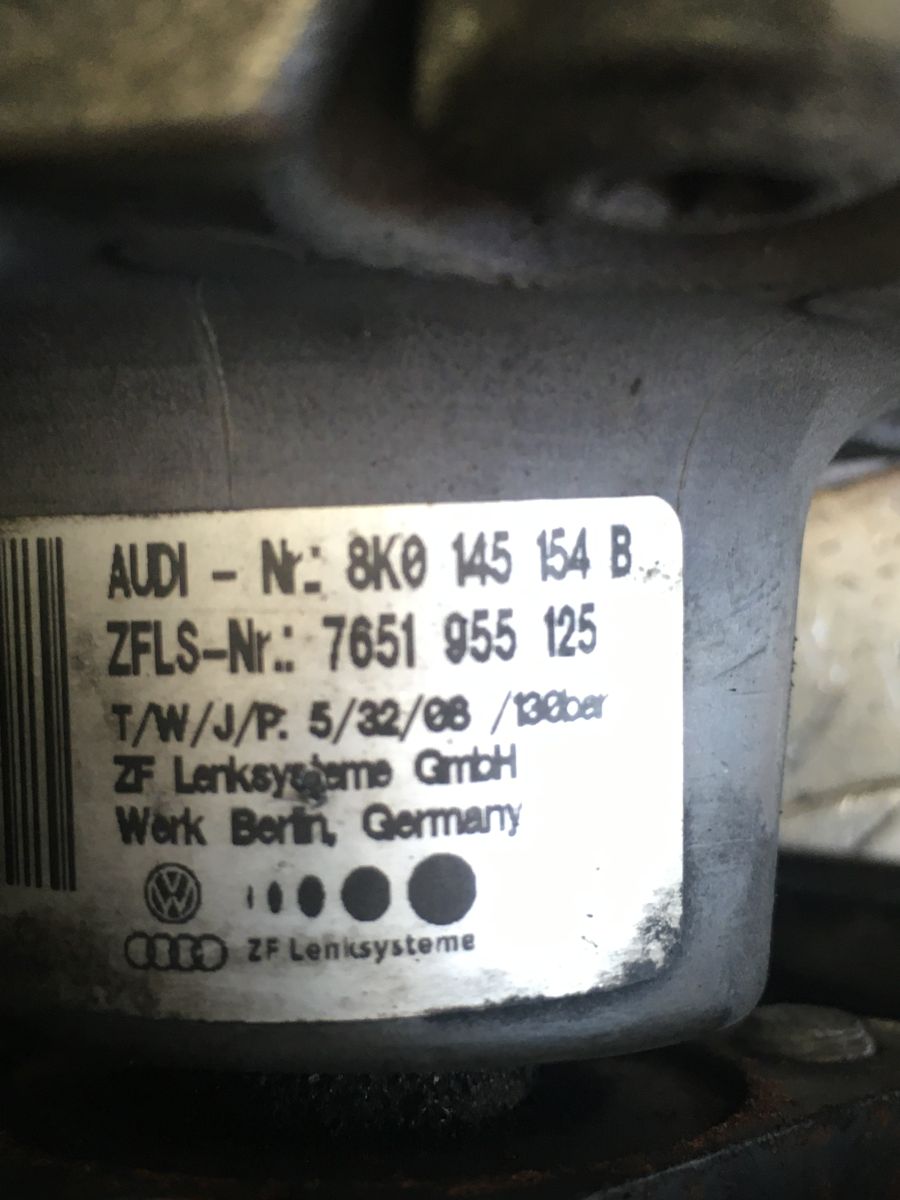 AUDI - Nr.: 8K0 145 154 B
ZFLS-Nr.: 7651 955 125
T/W/J/P: 5/32/08 /130bar
ZF Lenksysteme GmbH
Werk Berlin, Germany
VW
ZF Lenksysteme